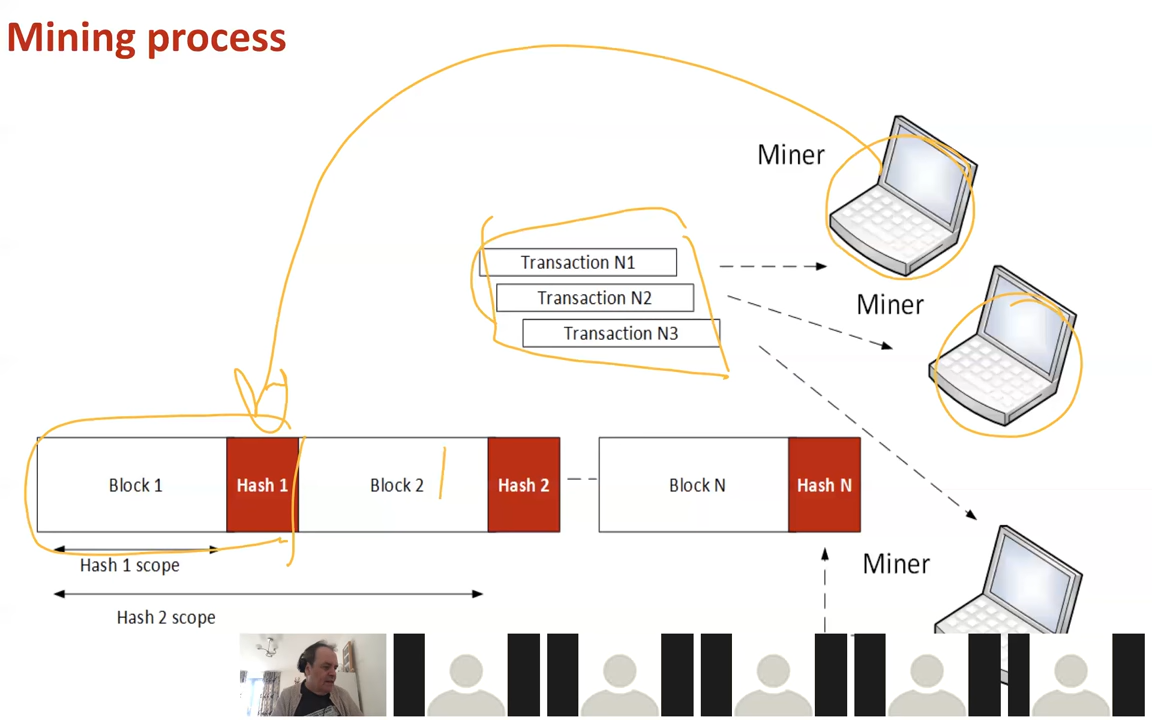 Mining process
Miner
Transaction N1
Miner
Transaction N2
Transaction N3
Block 1
Hash 1
Block 2
Hash 2
Block N
Hash N
Hash 1 scope
Miner
Hash 2 scope